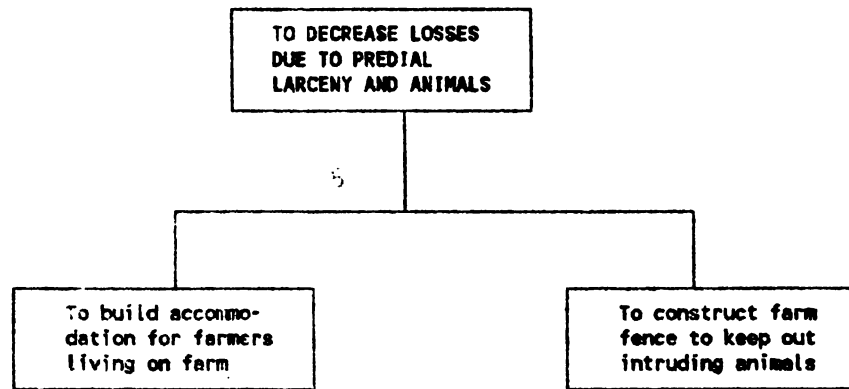 TO DECREASE LOSSES
DUE TO PREDIAL
LARCENY AND ANIMALS
To build accommo-
dation for farmers
living on farm
To construct farm
fence to keep out
intruding animals